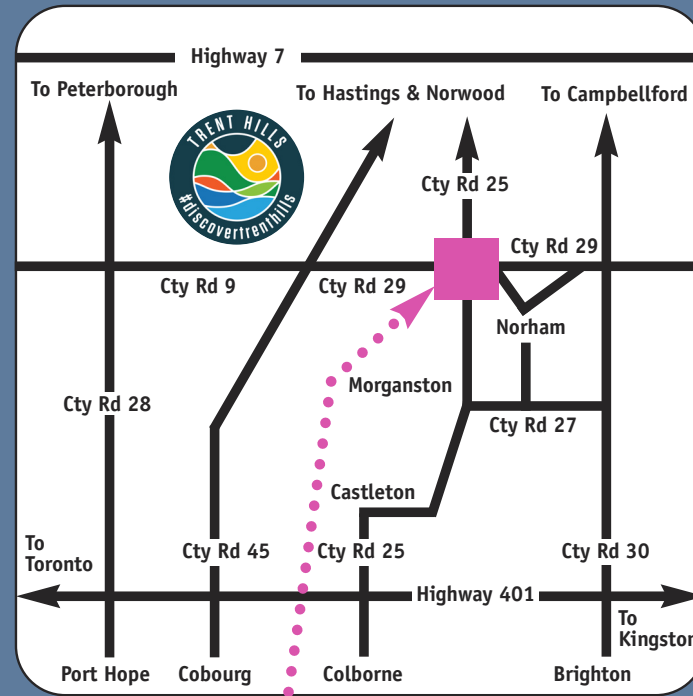 Highway 7
To Peterborough
To Hastings & Norwood
To Campbellford
TRENT HILLS
#discovertrenthills
Cty Rd 25
Cty Rd 29
Cty Rd 9
Cty Rd 29
Norham
Morganston
Cty Rd 28
Cty Rd 27
Castleton
To
Toronto
Cty Rd 45
Cty Rd 25
Cty Rd 30
Highway 401
To
Kingston
Port Hope
Cobourg
Colborne
Brighton